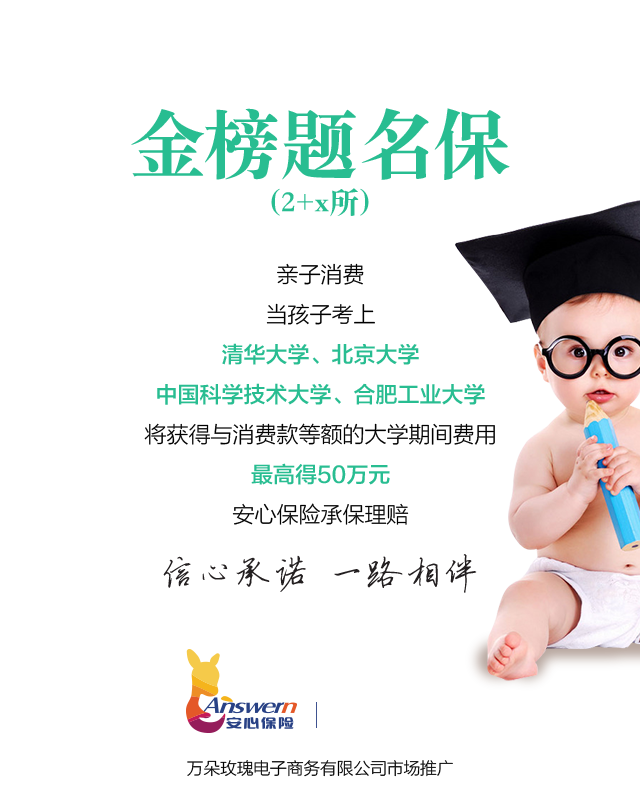 金榜题名保
(2+x所)
亲子消费
当孩子考上
清华大学、北京大学
中国科学技术大学、合肥工业大学
将获得与消费款等额的大学期间费用
最高得50万元
安心保险承保理赔
信心承诺 一路相伴
Answern
安心保险
万朵玫瑰电子商务有限公司市场推广